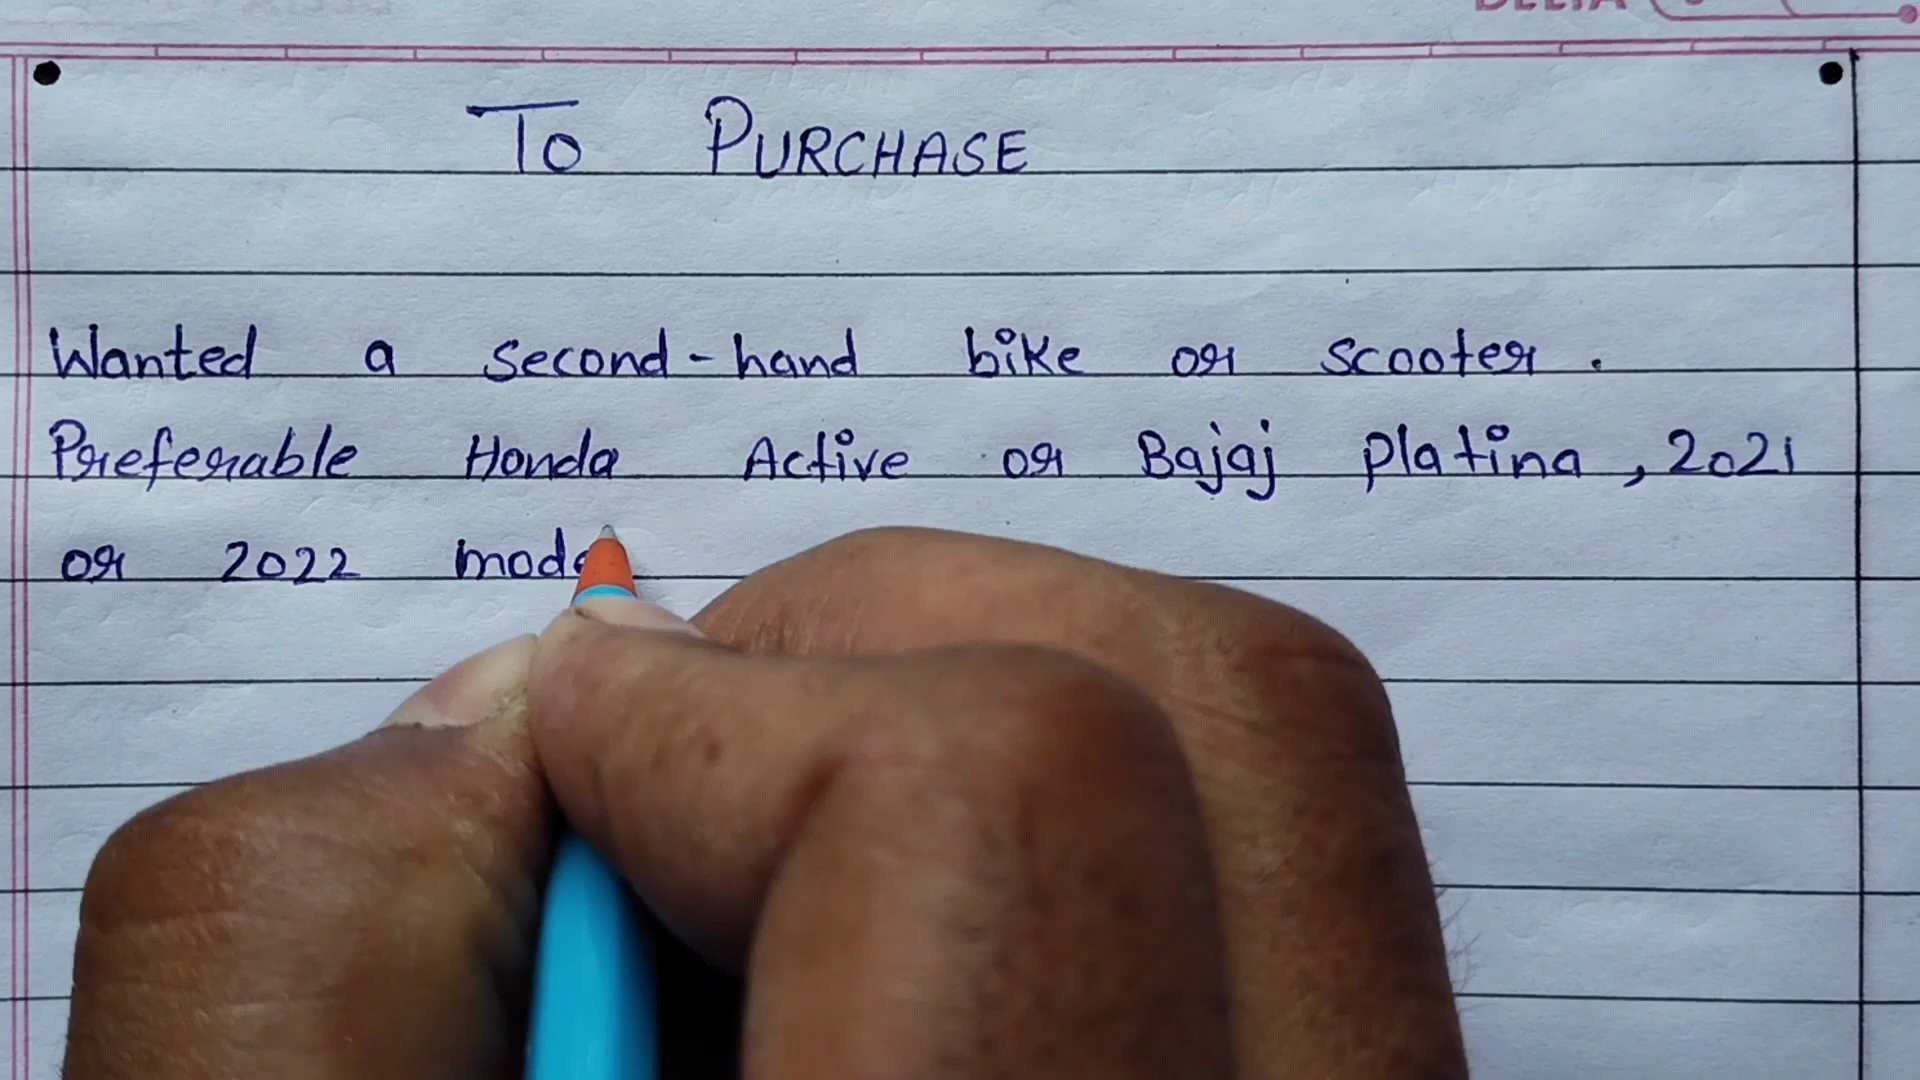 To PURCHASE
Wanted a second-hand bike or scooter.
Preferable Honda Active or Bajaj Platina, 2021
or 2022